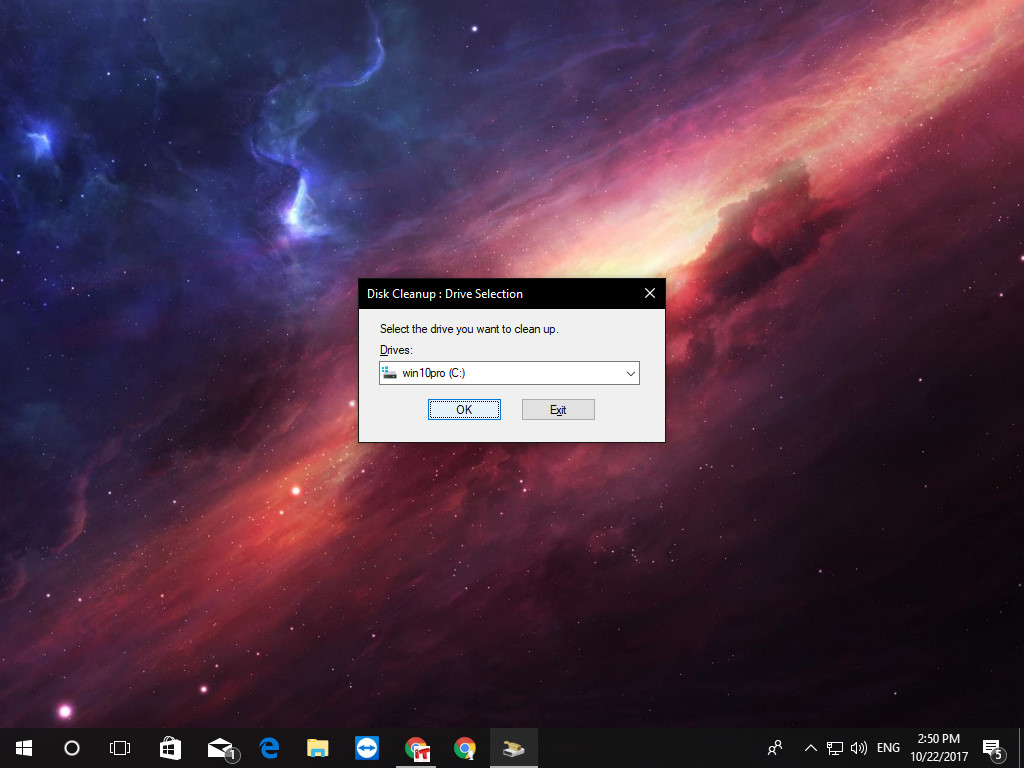 Disk Cleanup : Drive Selection
Select the drive you want to clean up.
Drives:
win10pro (C:)
OK
Exit
1
IT
ENG
2:50 PM
10/22/2017
5